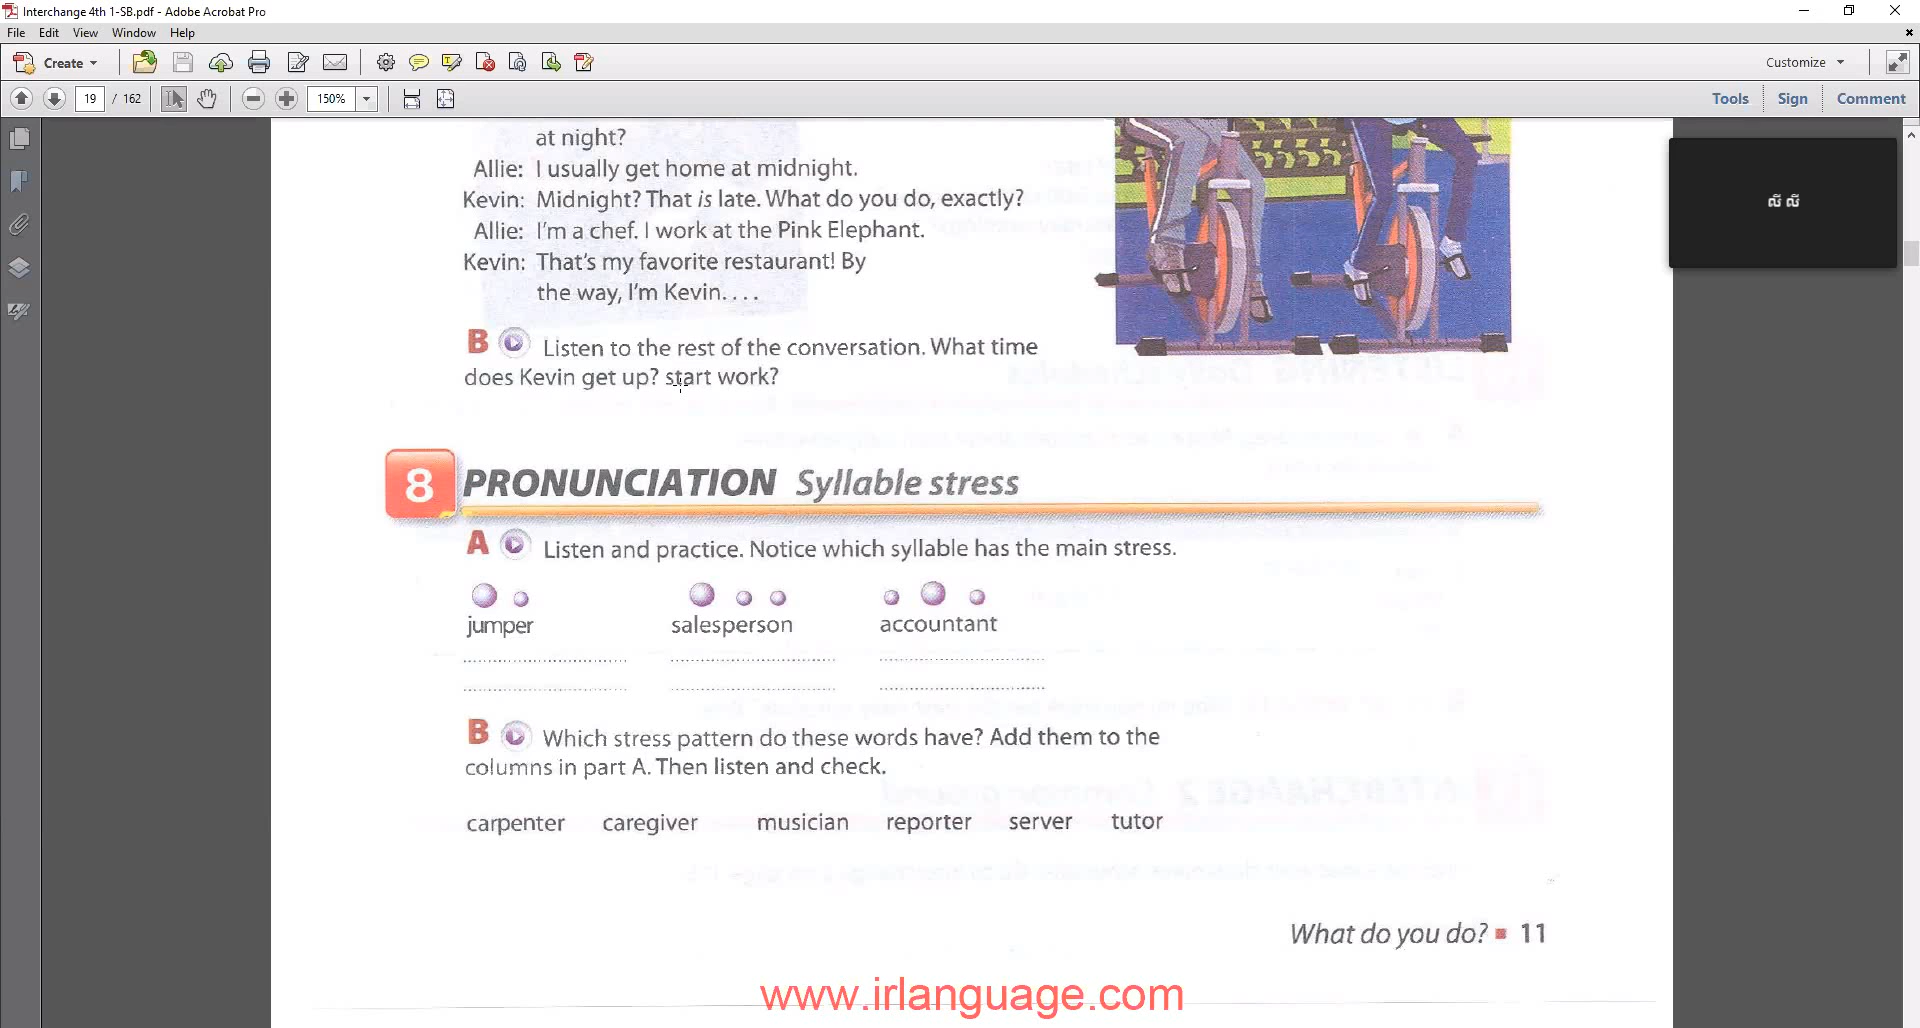 Interchange 4th 1-SB.pdf - Adobe Acrobat Pro
File Edit View Window Help
Create
Customize
19 / 162
150%
Tools Sign Comment
at night?
Allie: I usually get home at midnight.
Kevin: Midnight? That is late. What do you do, exactly?
Allie: I'm a chef. I work at the Pink Elephant.
Kevin: That's my favorite restaurant! By
the way, I'm Kevin. . . .
B Listen to the rest of the conversation. What time
does Kevin get up? start work?
8 PRONUNCIATION Syllable stress
A Listen and practice. Notice which syllable has the main stress.
jumper salesperson accountant
B Which stress pattern do these words have? Add them to the
columns in part A. Then listen and check.
carpenter caregiver musician reporter server tutor
What do you do? 11
www.irlanguage.com